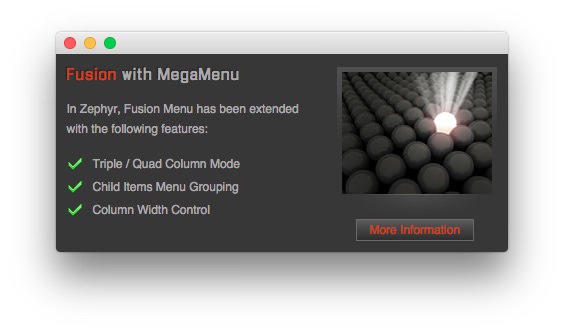 Fusion with MegaMenu
In Zephyr, Fusion Menu has been extended
with the following features:
Triple / Quad Column Mode
Child Items Menu Grouping
Column Width Control
More Information